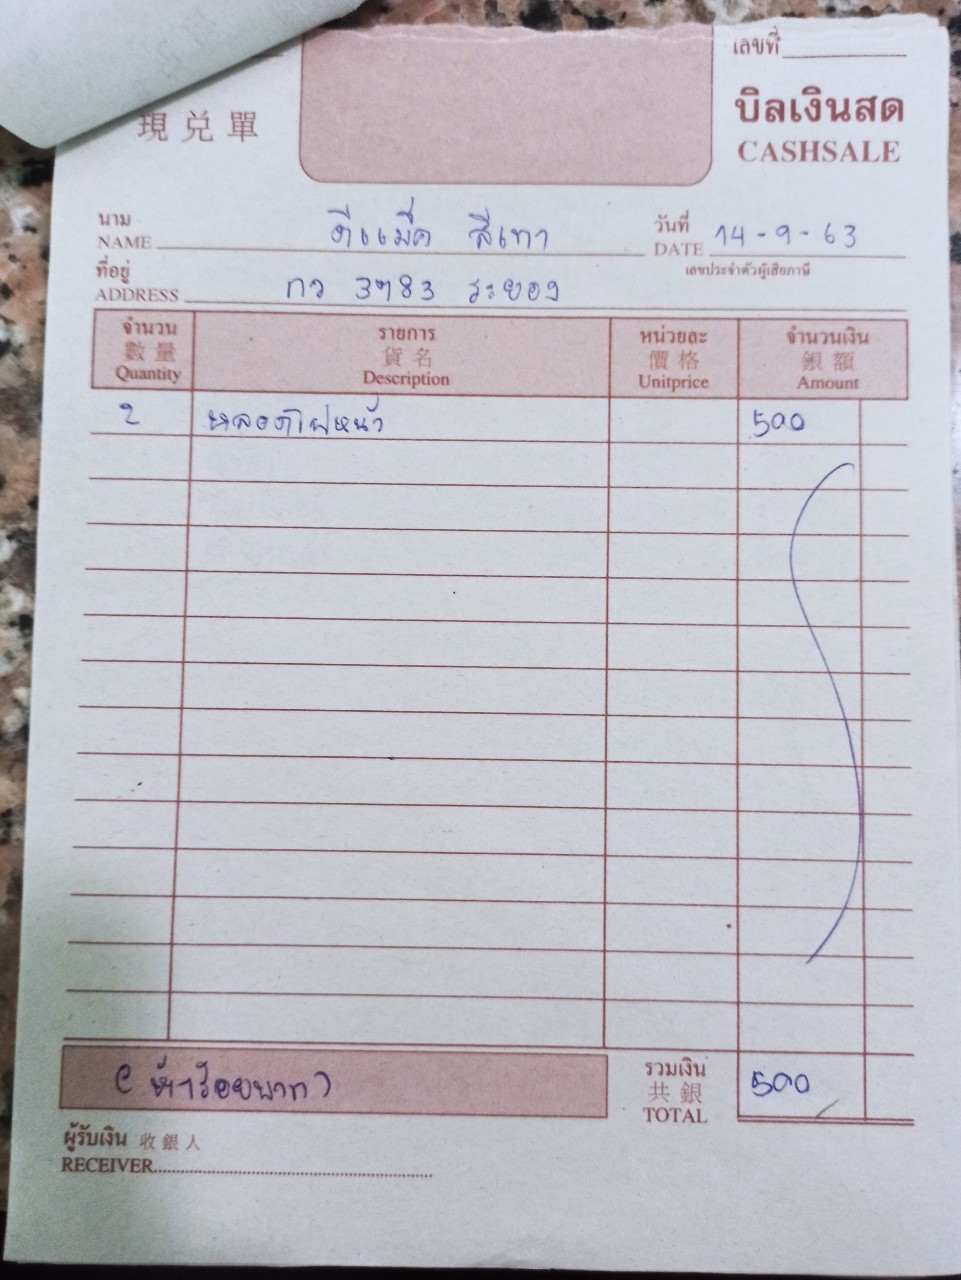 เลขที่
現兑單
บิลเงินสด
CASHSALE
นาม
NAME ดีแม็ค สีเทา
วันที่
DATE 14-9-63
ที่อยู่
ADDRESS กว 3783 ระยอง
เลขประจำตัวผู้เสียภาษี
จำนวน รายการ หน่วยละ จำนวนเงิน
數量 貨名 價格 銀額
Quantity Description Unitprice Amount
2 หลอดไฟหน้า 500
(ห้าร้อยบาท)
รวมเงิน
共銀
TOTAL 500
ผู้รับเงิน 收銀人
RECEIVER